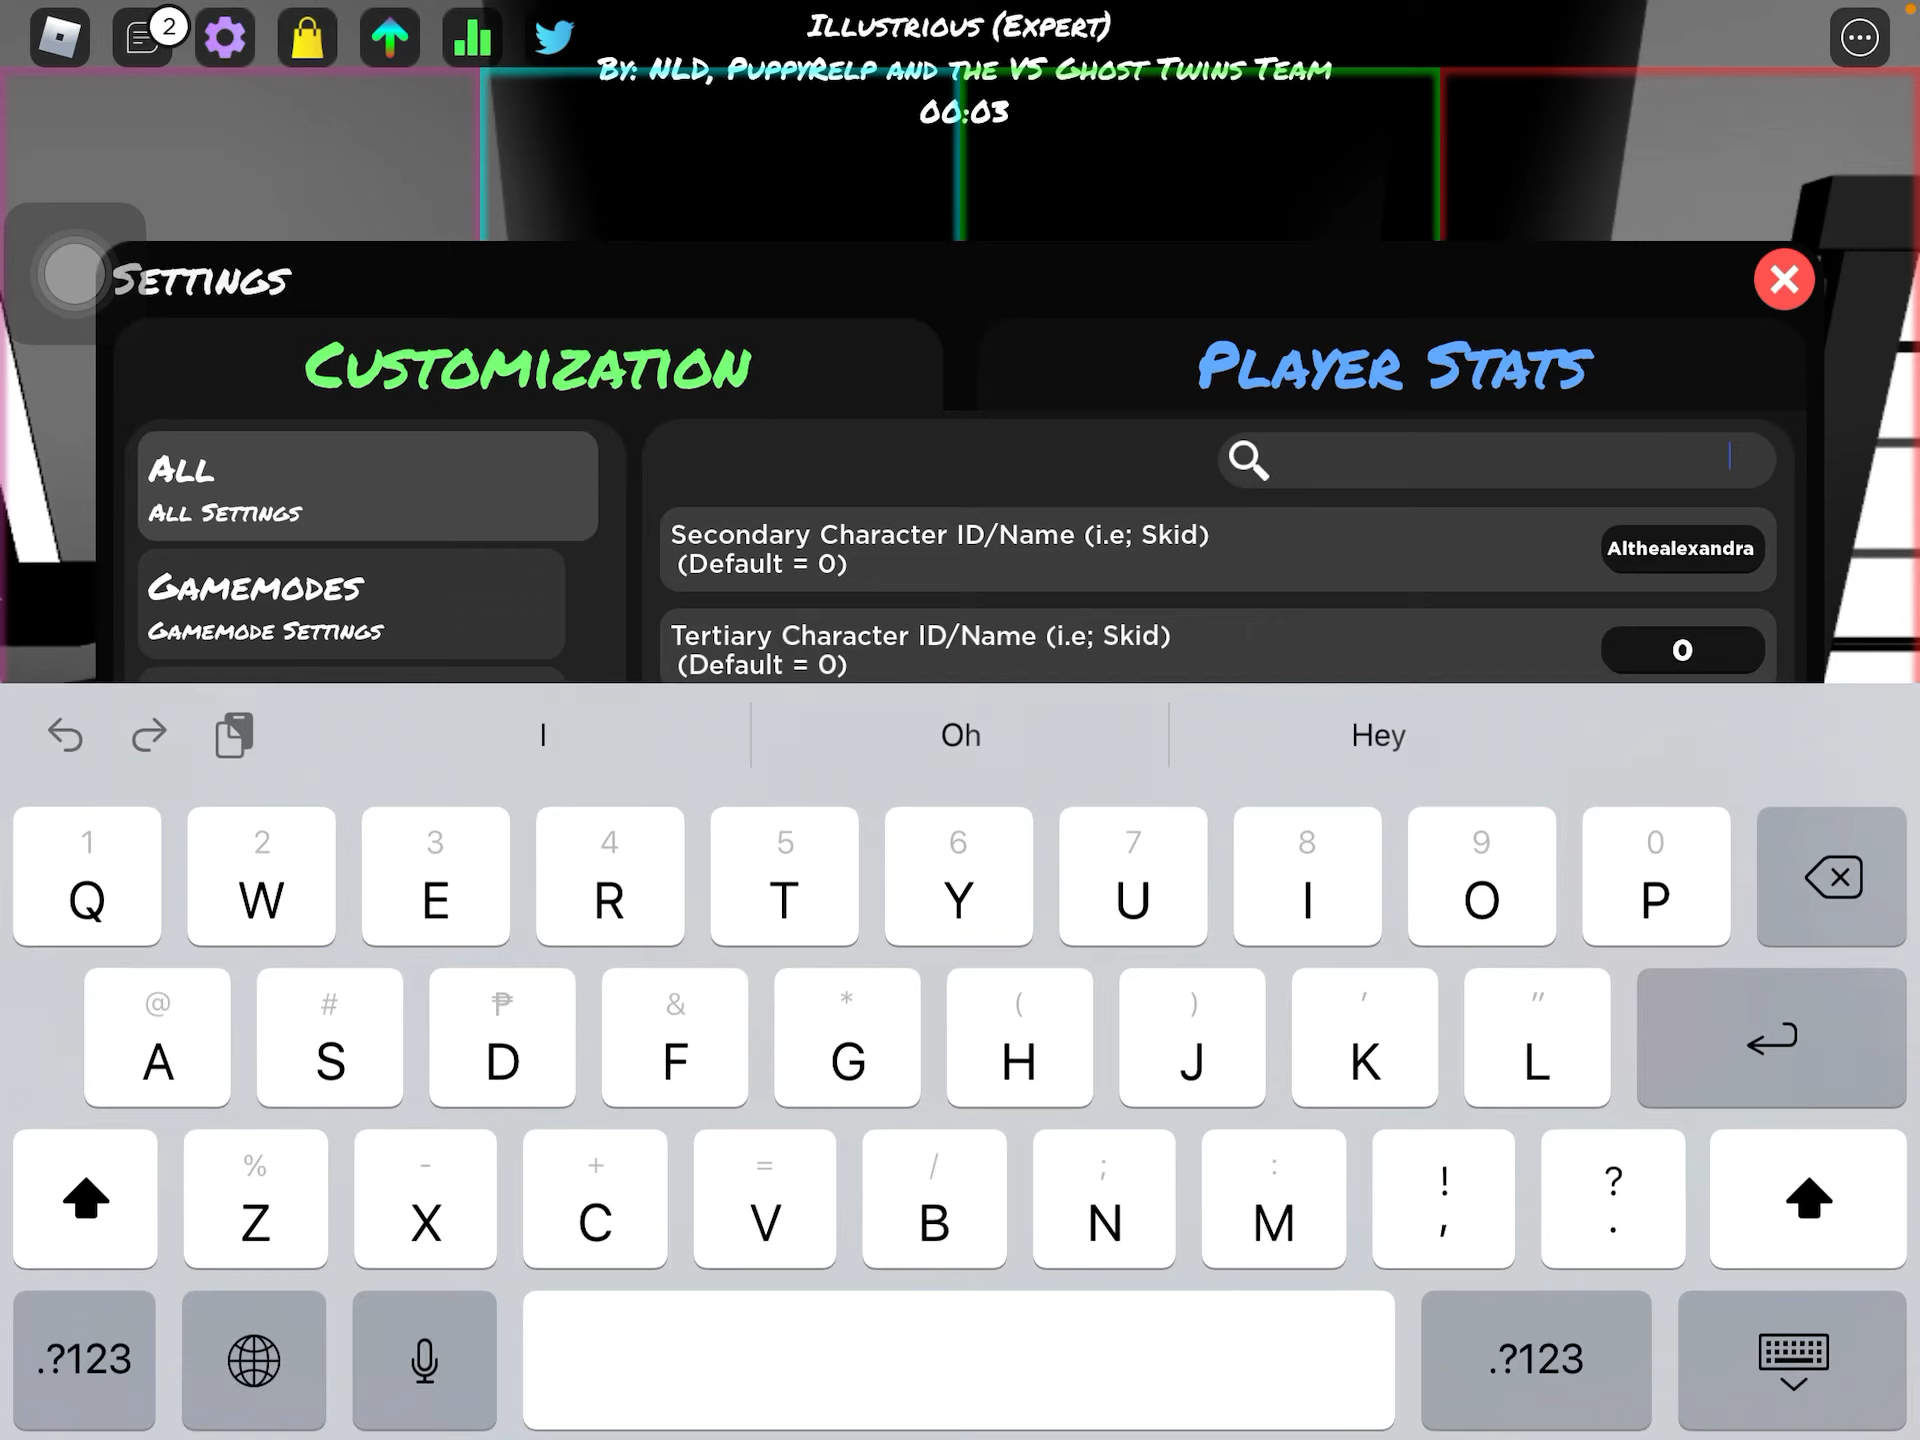 2
Illustrious (Expert)
By: NLD, PuppyRelp and the VS Ghost Twins Team
00:03
Settings
Customization
Player Stats
All
All Settings
Gamemodes
Gamemode Settings
Secondary Character ID/Name (i.e; Skid)
(Default = 0)
Althealexandra
Tertiary Character ID/Name (i.e; Skid)
(Default = 0)
0
I Oh Hey
1 2 3 4 5 6 7 8 9 0
Q W E R T Y U I O P
@ # ₱ & * ( ) ' "
A S D F G H J K L
% - + = / ; : ! ?
Z X C V B N M , .
.?123 .?123